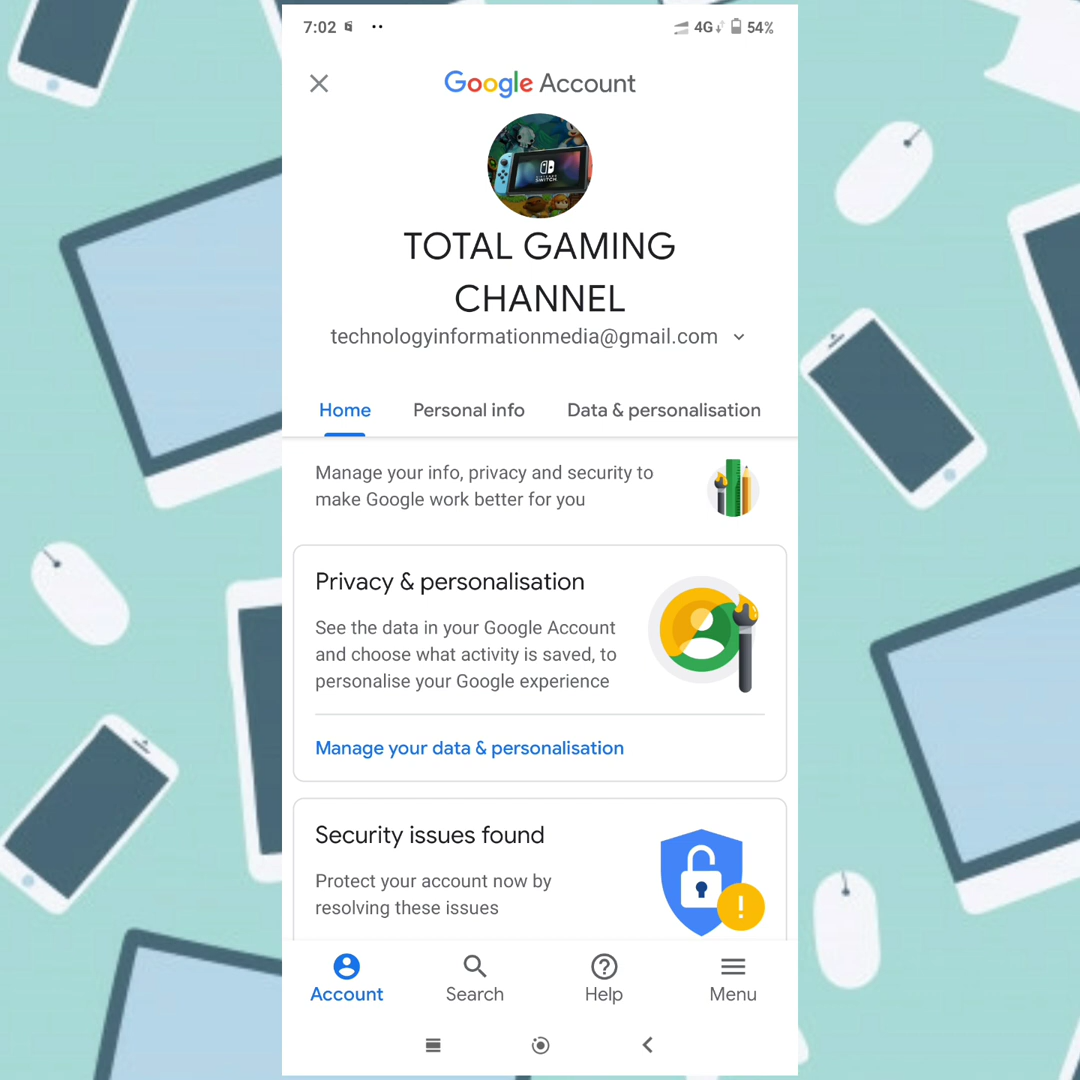 7:02
4G 54%
Google Account
NINTENDO
SWITCH
TOTAL GAMING
CHANNEL
technologyinformationmedia@gmail.com
Home Personal info Data & personalisation
Manage your info, privacy and security to
make Google work better for you
Privacy & personalisation
See the data in your Google Account
and choose what activity is saved, to
personalise your Google experience
Manage your data & personalisation
Security issues found
Protect your account now by
resolving these issues
Account Search Help Menu